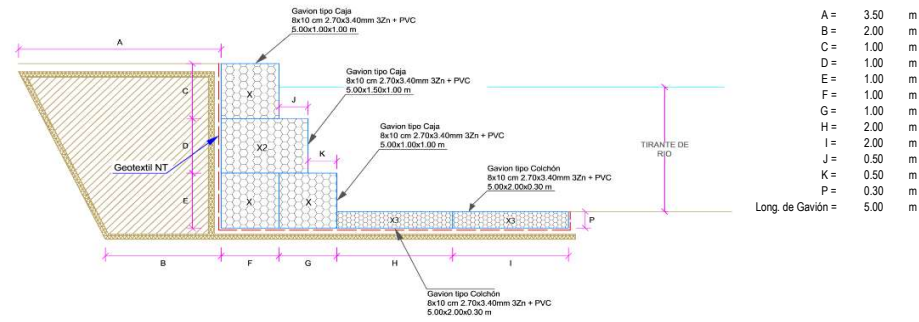 Gavion tipo Caja
8x10 cm 2.70x3.40mm 3Zn + PVC
5.00x1.00x1.00 m
A
C
X
J
Gavion tipo Caja
8x10 cm 2.70x3.40mm 3Zn + PVC
5.00x1.50x1.00 m
D
X2
K
Geotextil NT
Gavion tipo Caja
8x10 cm 2.70x3.40mm 3Zn + PVC
5.00x1.00x1.00 m
TIRANTE DE
RIO
E
X
X
Gavion tipo Colchón
8x10 cm 2.70x3.40mm 3Zn + PVC
5.00x2.00x0.30 m
X3
X3
P
B
F
G
H
I
Gavion tipo Colchón
8x10 cm 2.70x3.40mm 3Zn + PVC
5.00x2.00x0.30 m
A = 3.50 m
B = 2.00 m
C = 1.00 m
D = 1.00 m
E = 1.00 m
F = 1.00 m
G = 1.00 m
H = 2.00 m
I = 2.00 m
J = 0.50 m
K = 0.50 m
P = 0.30 m
Long. de Gavión = 5.00 m